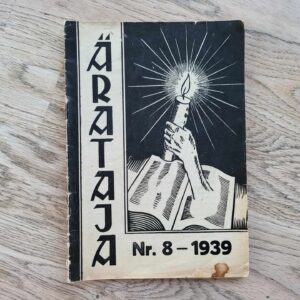 ÄRATAJA
Nr. 8 – 1939